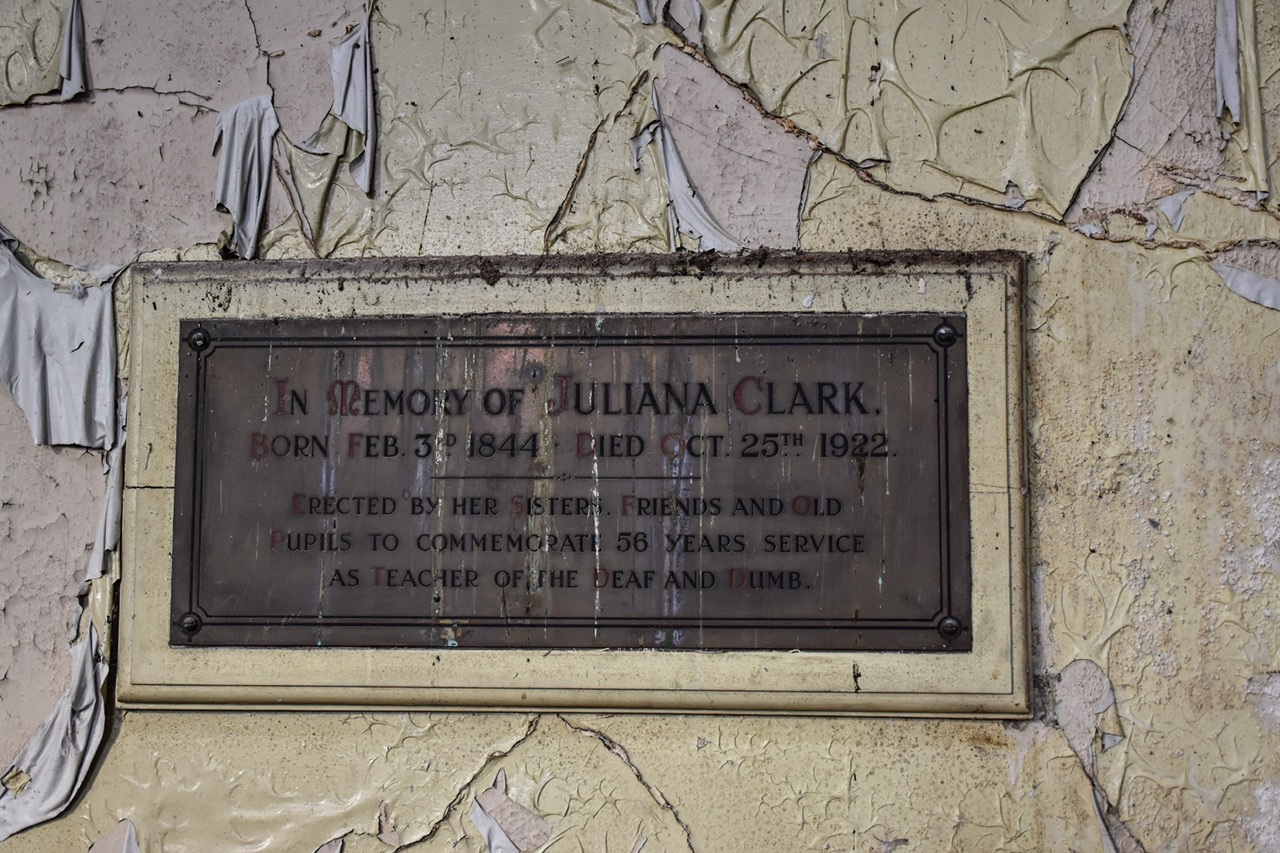 In Memory of Juliana Clark.
Born Feb. 3rd 1844 - Died Oct. 25th 1922.
Erected by her Sisters, Friends and Old
Pupils to commemorate 56 years service
as Teacher of the Deaf and Dumb.